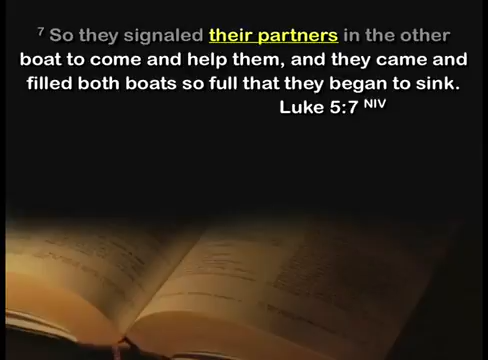 7 So they signaled their partners in the other
boat to come and help them, and they came and
filled both boats so full that they began to sink.
Luke 5:7 NIV